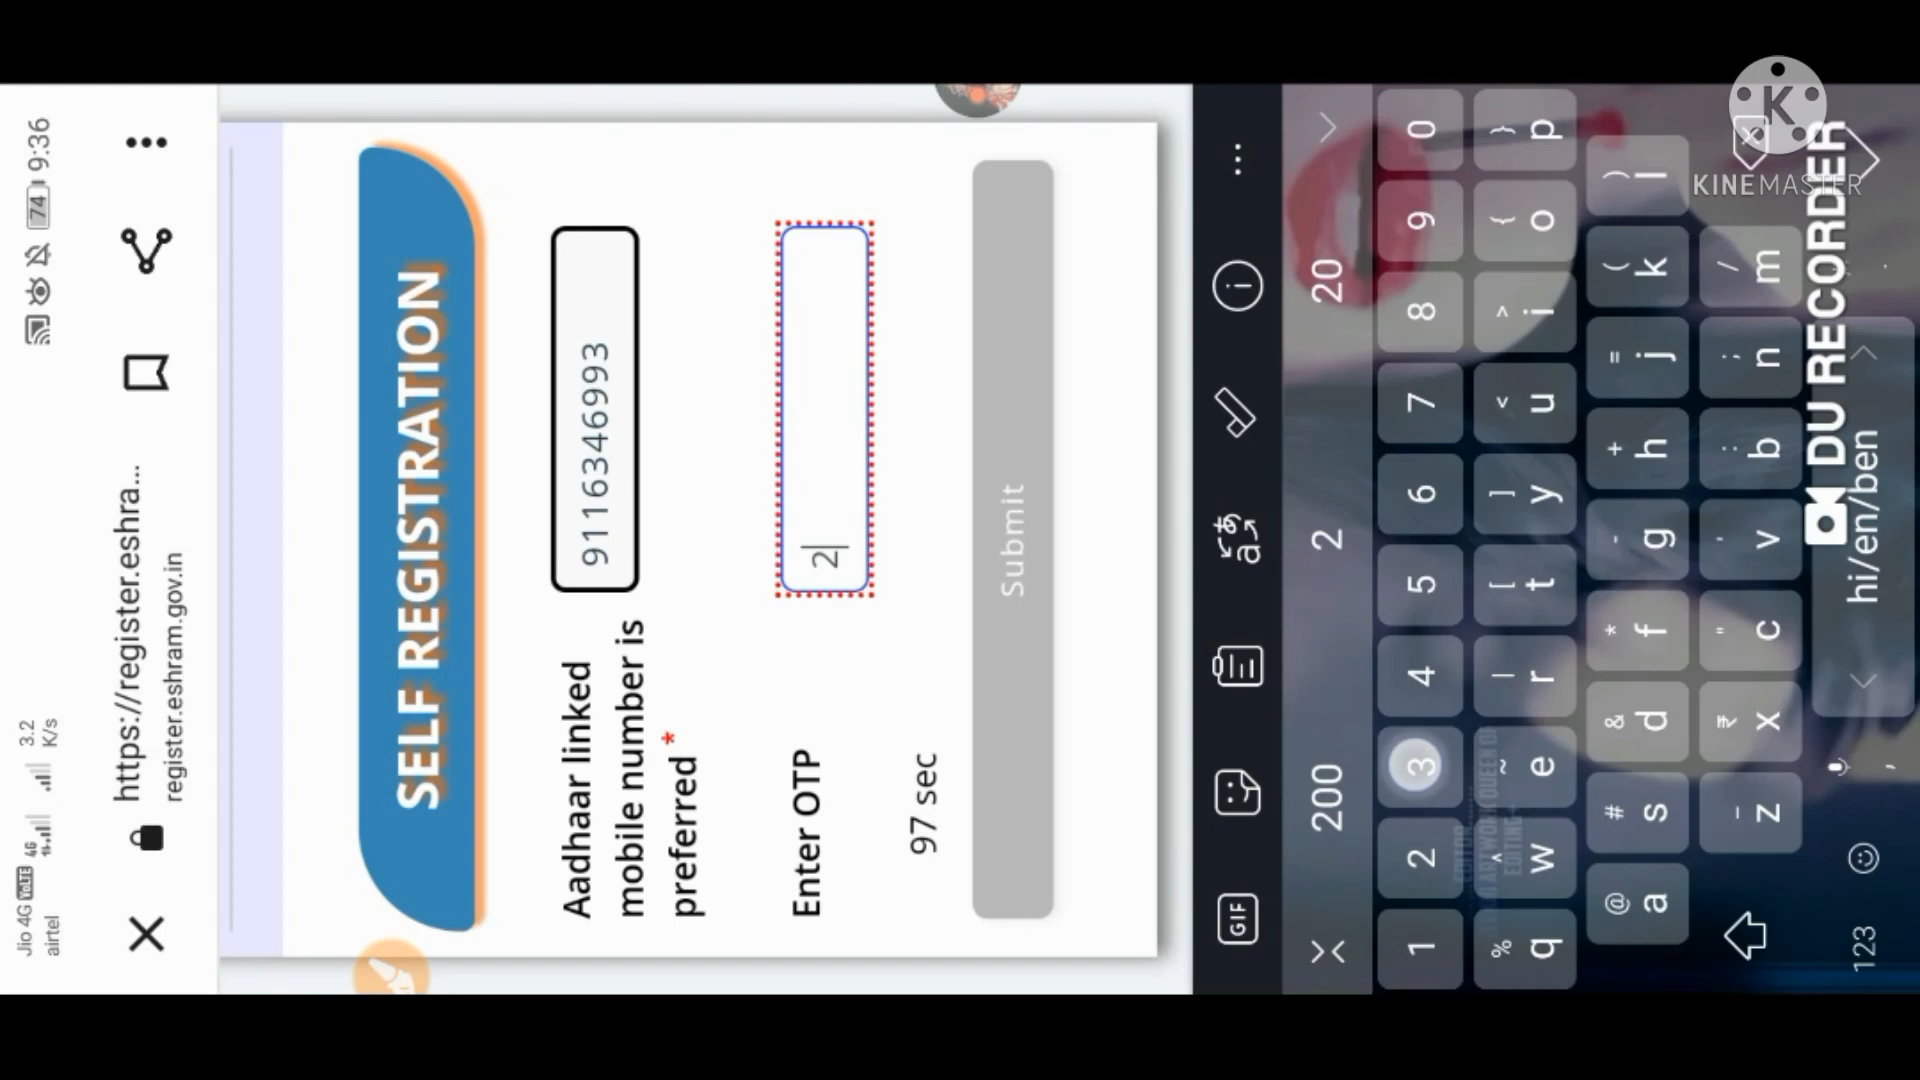 Jio 4G VoLTE 4G 3.2 K/s 74 9:36
airtel
https://register.eshra...
register.eshram.gov.in
SELF REGISTRATION
Aadhaar linked
mobile number is
preferred *
9116346993
Enter OTP
2
97 sec
Submit
GIF
200 2 20
1 2 3 4 5 6 7 8 9 0
% ^ ~ | [ ] < > { }
q w e r t y u i o p
@ # & * - + = ( )
a s d f g h j k l
_ ₹ " ' : ; /
z x c v b n m
123 , hi/en/ben .
KINEMASTER
DU RECORDER